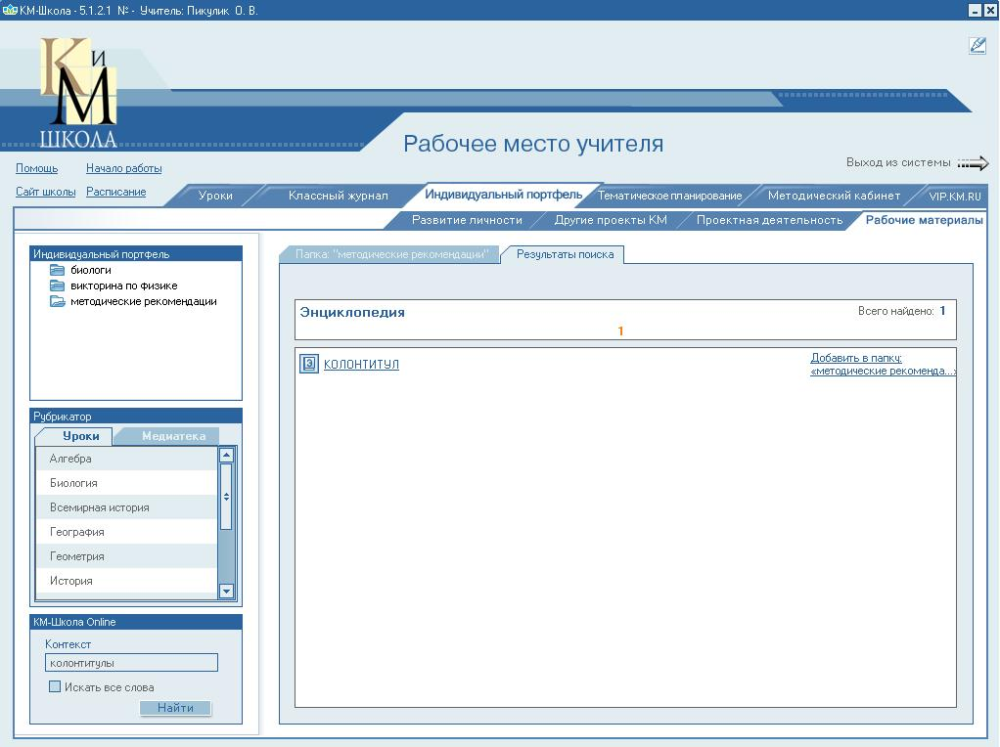 КМ-Школа - 5.1.2.1 № - Учитель: Пикулик О. В.
К и М
ШКОЛА
Рабочее место учителя
Выход из системы
Помощь Начало работы
Сайт школы Расписание
Уроки Классный журнал Индивидуальный портфель Тематическое планирование Методический кабинет VIP.KM.RU
Развитие личности Другие проекты КМ Проектная деятельность Рабочие материалы
Индивидуальный портфель
биологи
викторина по физике
методические рекомендации
Рубрикатор
Уроки Медиатека
Алгебра
Биология
Всемирная история
География
Геометрия
История
КМ-Школа Online
Контекст
колонтитулы
Искать все слова
Найти
Папка: "методические рекомендации" Результаты поиска
Энциклопедия Всего найдено: 1
1
Э КОЛОНТИТУЛ Добавить в папку:
«методические рекоменда...»